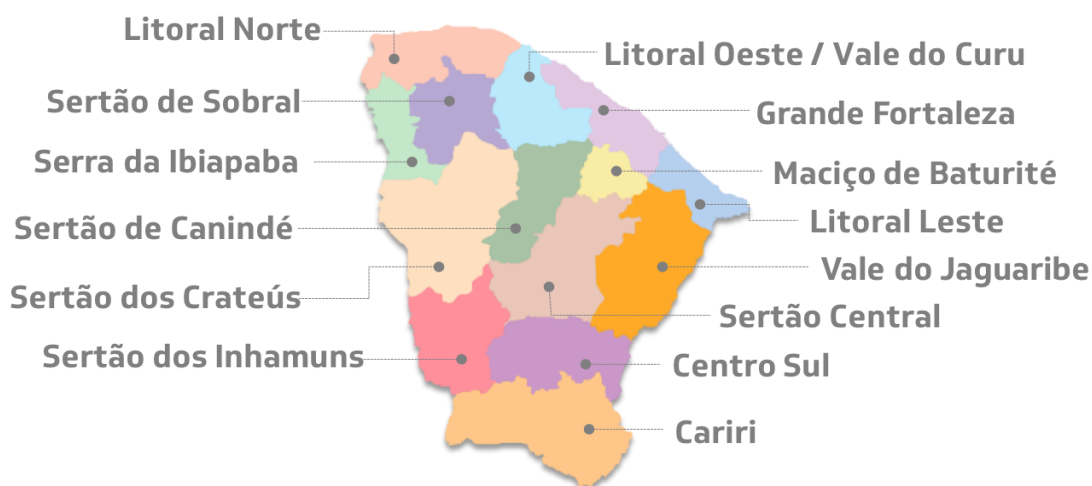 Litoral Norte
Litoral Oeste / Vale do Curu
Sertão de Sobral
Grande Fortaleza
Serra da Ibiapaba
Maciço de Baturité
Sertão de Canindé
Litoral Leste
Vale do Jaguaribe
Sertão dos Crateús
Sertão Central
Sertão dos Inhamuns
Centro Sul
Cariri